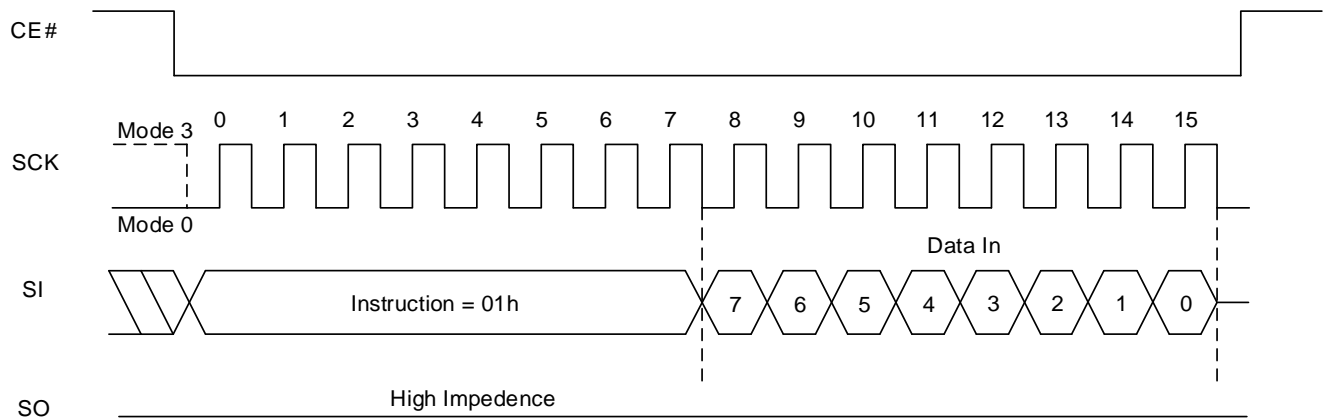 CE#
Mode 3
0 1 2 3 4 5 6 7 8 9 10 11 12 13 14 15
SCK
Mode 0
Data In
SI
Instruction = 01h
7 6 5 4 3 2 1 0
High Impedence
SO